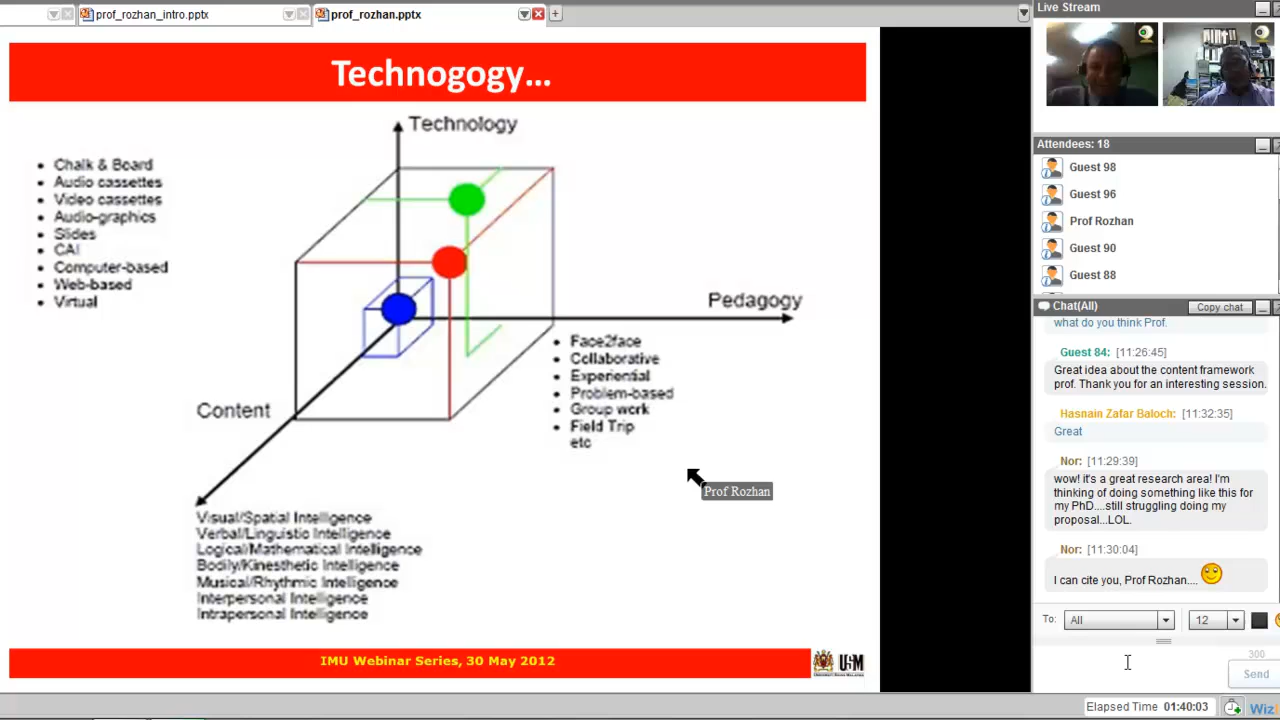 prof_rozhan_intro.pptx
prof_rozhan.pptx
Technogogy...
Technology
Chalk & Board
Audio cassettes
Video cassettes
Audio-graphics
Slides
CAI
Computer-based
Web-based
Virtual
Pedagogy
Face2face
Collaborative
Experiential
Problem-based
Group work
Field Trip
etc
Content
Visual/Spatial Intelligence
Verbal/Linguistic Intelligence
Logical/Mathematical Intelligence
Bodily/Kinesthetic Intelligence
Musical/Rhythmic Intelligence
Interpersonal Intelligence
Intrapersonal Intelligence
Prof Rozhan
IMU Webinar Series, 30 May 2012
USM
Live Stream
Attendees: 18
Guest 98
Guest 96
Prof Rozhan
Guest 90
Guest 88
Chat(All)
Copy chat
what do you think Prof.
Guest 84: [11:26:45]
Great idea about the content framework
prof. Thank you for an interesting session.
Hasnain Zafar Baloch: [11:32:35]
Great
Nor: [11:29:39]
wow! it's a great research area! I'm
thinking of doing something like this for
my PhD....still struggling doing my
proposal...LOL.
Nor: [11:30:04]
I can cite you, Prof Rozhan....
To: All 12
300
Send
Elapsed Time 01:40:03
Wiz